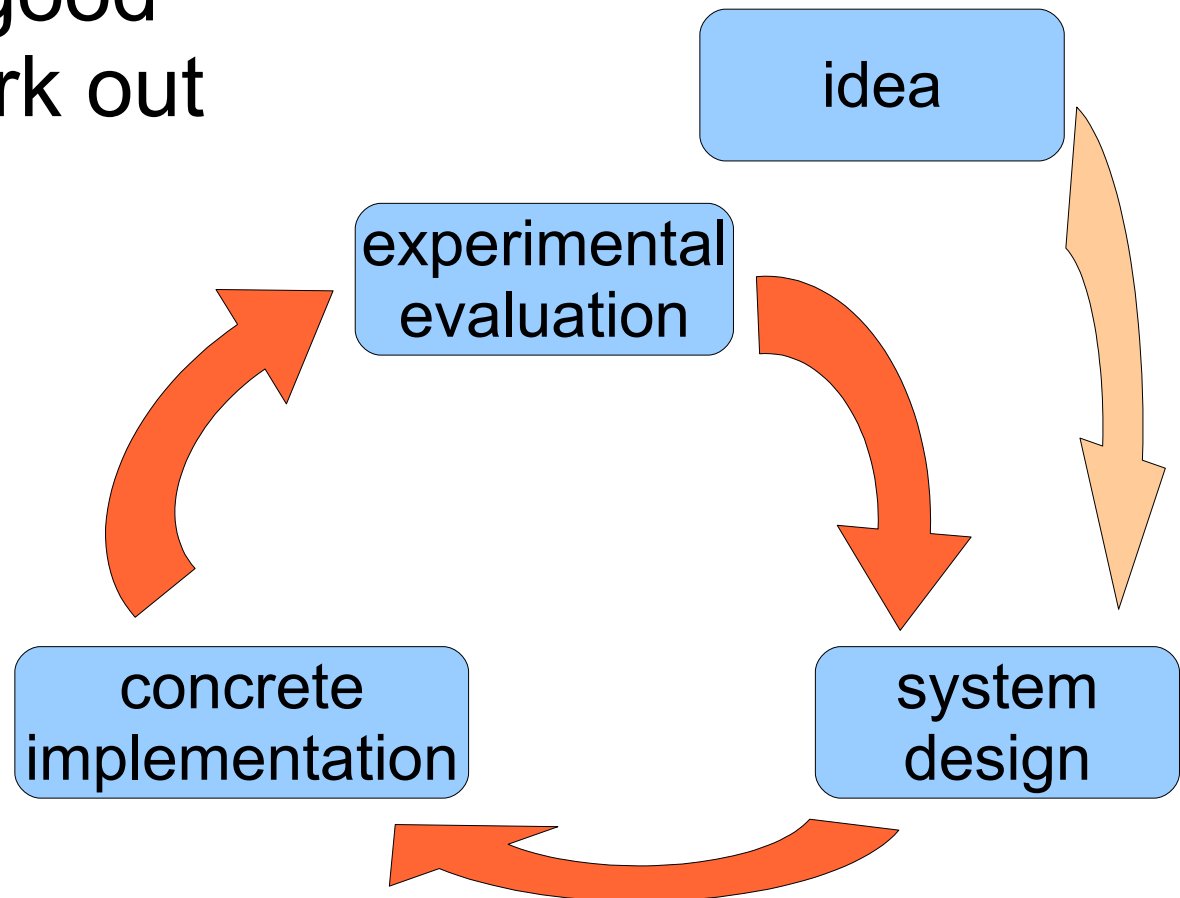 good
rk out
idea
experimental
evaluation
concrete
implementation
system
design